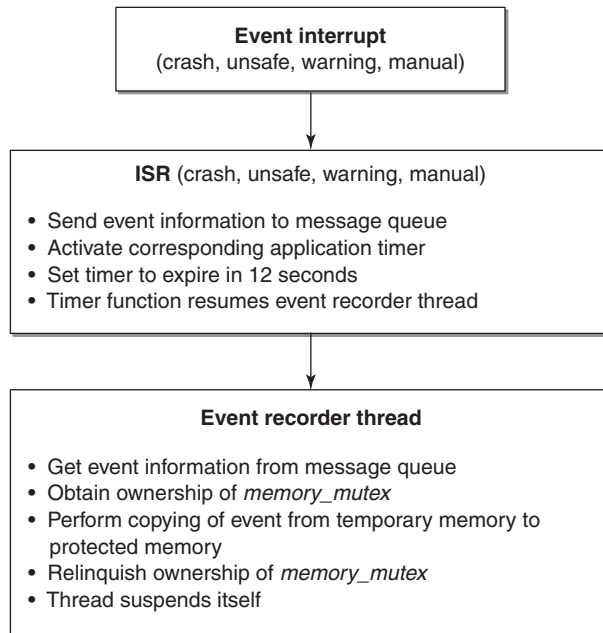 Event interrupt
(crash, unsafe, warning, manual)
ISR (crash, unsafe, warning, manual)
• Send event information to message queue
• Activate corresponding application timer
• Set timer to expire in 12 seconds
• Timer function resumes event recorder thread
Event recorder thread
• Get event information from message queue
• Obtain ownership of memory_mutex
• Perform copying of event from temporary memory to
protected memory
• Relinquish ownership of memory_mutex
• Thread suspends itself